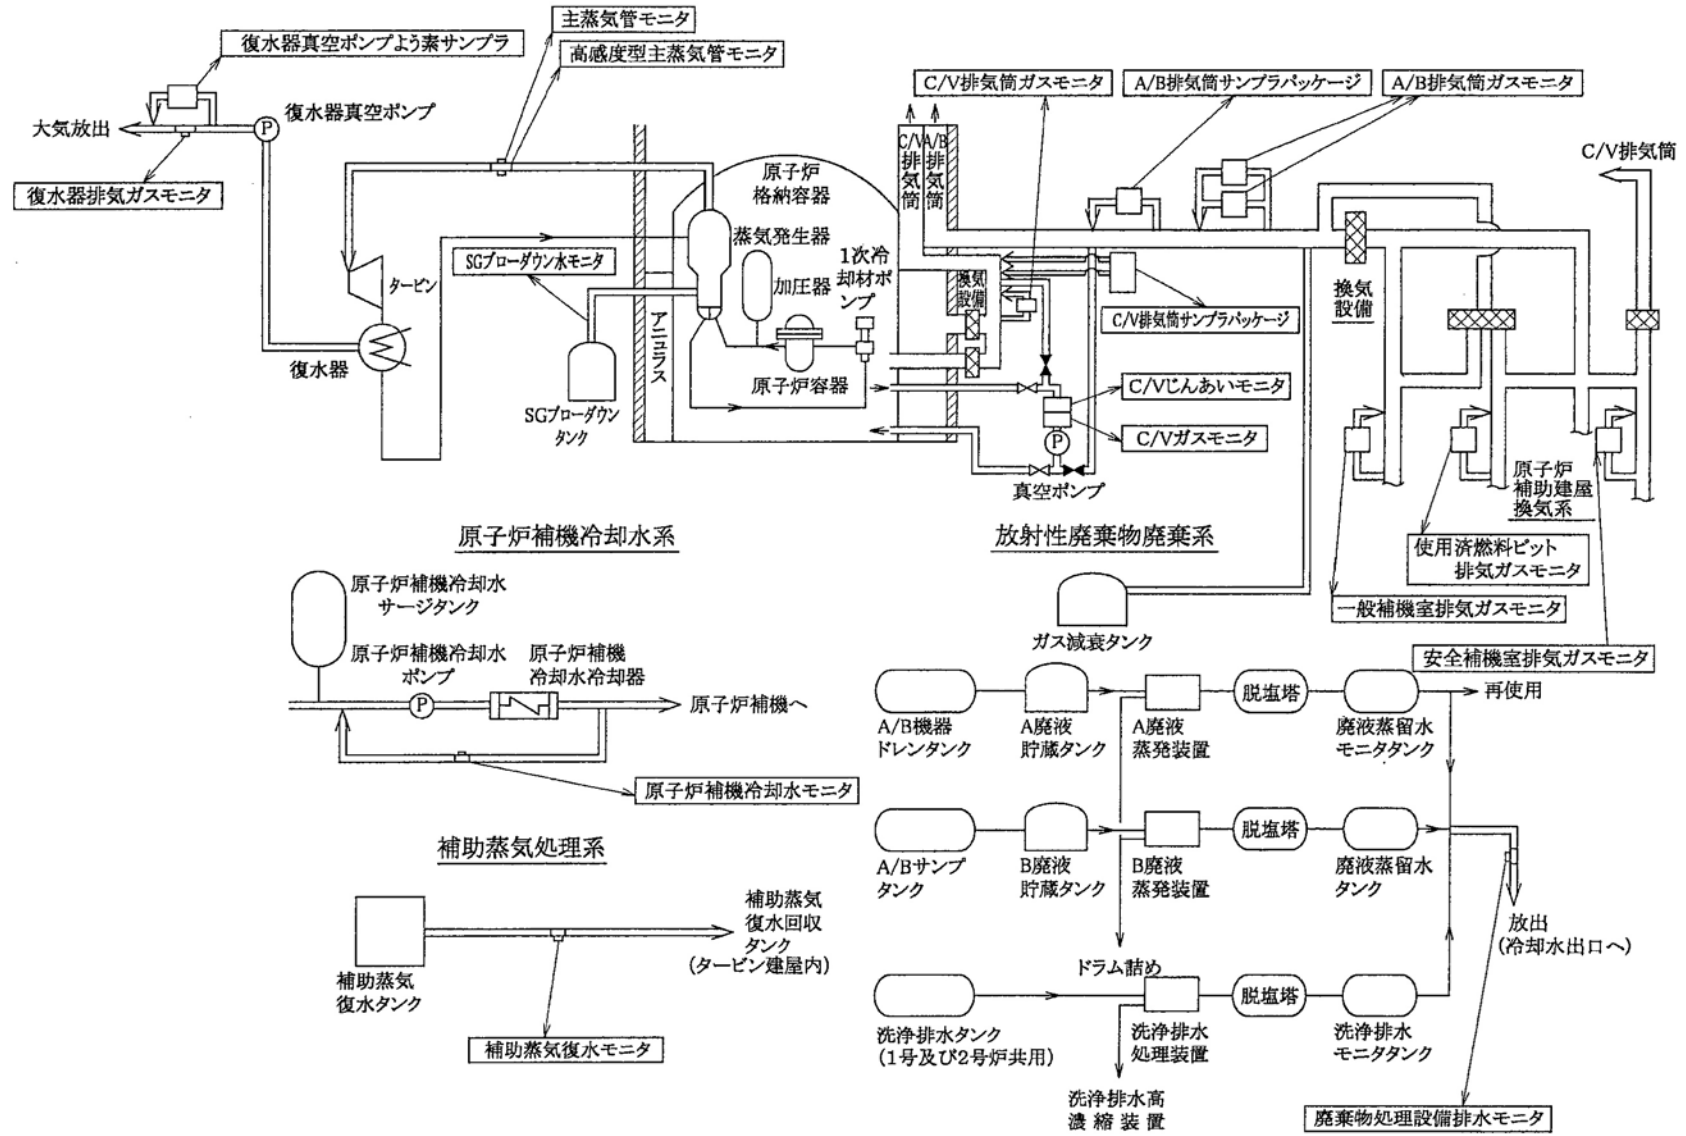 主蒸気管モニタ
復水器真空ポンプよう素サンプラ
高感度型主蒸気管モニタ
C/V排気筒ガスモニタ
A/B排気筒サンプラパッケージ
A/B排気筒ガスモニタ
大気放出
P
復水器真空ポンプ
C/V排気筒
A/B排気筒
C/V排気筒
復水器排気ガスモニタ
原子炉
格納容器
蒸気発生器
SGブローダウン水モニタ
加圧器
1次冷
却材ポ
ンプ
換気
設備
換気
設備
タービン
アニュラス
C/V排気筒サンプラパッケージ
復水器
原子炉容器
C/Vじんあいモニタ
SGブローダウン
タンク
C/Vガスモニタ
P
真空ポンプ
原子炉
補助建屋
換気系
原子炉補機冷却水系
放射性廃棄物廃棄系
使用済燃料ピット
排気ガスモニタ
一般補機室排気ガスモニタ
安全補機室排気ガスモニタ
原子炉補機冷却水
サージタンク
ガス減衰タンク
原子炉補機冷却水
ポンプ
原子炉補機
冷却水冷却器
P
原子炉補機へ
原子炉補機冷却水モニタ
脱塩塔
再使用
A/B機器
ドレンタンク
A廃液
貯蔵タンク
A廃液
蒸発装置
廃液蒸留水
モニタタンク
補助蒸気処理系
脱塩塔
A/Bサンプ
タンク
B廃液
貯蔵タンク
B廃液
蒸発装置
廃液蒸留水
タンク
補助蒸気
復水回収
タンク
(タービン建屋内)
放出
(冷却水出口へ)
補助蒸気
復水タンク
補助蒸気復水モニタ
ドラム詰め
脱塩塔
洗浄排水タンク
(1号及び2号炉共用)
洗浄排水
処理装置
洗浄排水
モニタタンク
洗浄排水高
濃縮装置
廃棄物処理設備排水モニタ